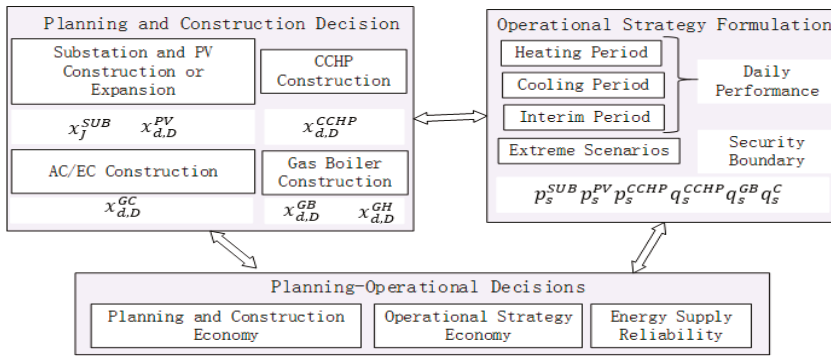 Planning and Construction Decision
Substation and PV
Construction or
Expansion
CCHP
Construction
x_J^{SUB} x_{d,D}^{PV}
x_{d,D}^{CCHP}
AC/EC Construction
Gas Boiler
Construction
x_{d,D}^{GC}
x_{d,D}^{GB} x_{d,D}^{GH}
Operational Strategy Formulation
Heating Period
Cooling Period
Interim Period
Daily
Performance
Extreme Scenarios
Security
Boundary
p_s^{SUB} p_s^{PV} p_s^{CCHP} q_s^{CCHP} q_s^{GB} q_s^{C}
Planning-Operational Decisions
Planning and Construction
Economy
Operational Strategy
Economy
Energy Supply
Reliability